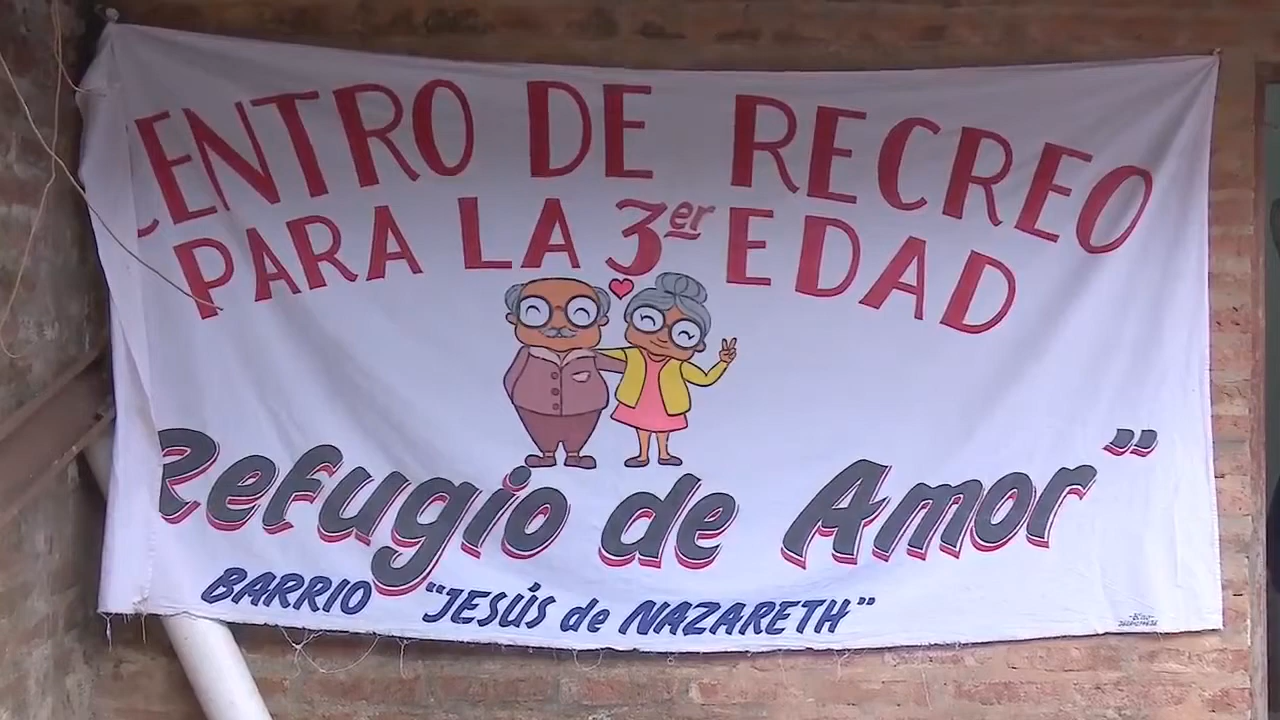 CENTRO DE RECREO
PARA LA 3er EDAD
Refugio de Amor"
BARRIO "JESÚS de NAZARETH"